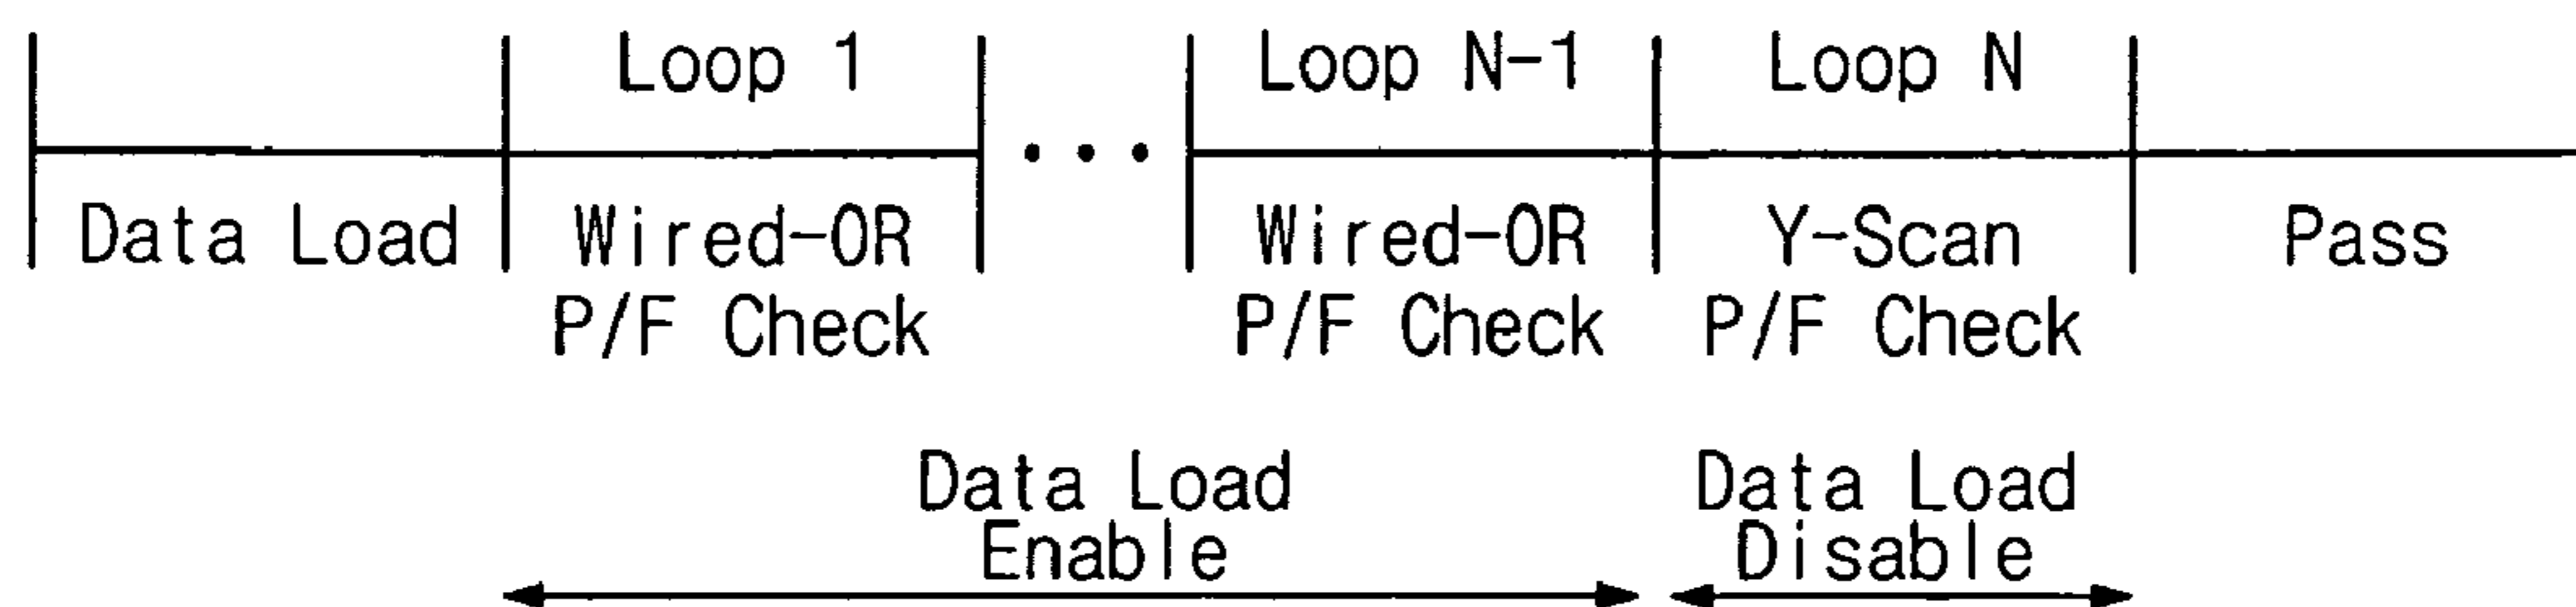 Loop 1 Loop N-1 Loop N
Data Load Wired-OR Wired-OR Y-Scan Pass
P/F Check P/F Check P/F Check
Data Load Data Load
Enable Disable